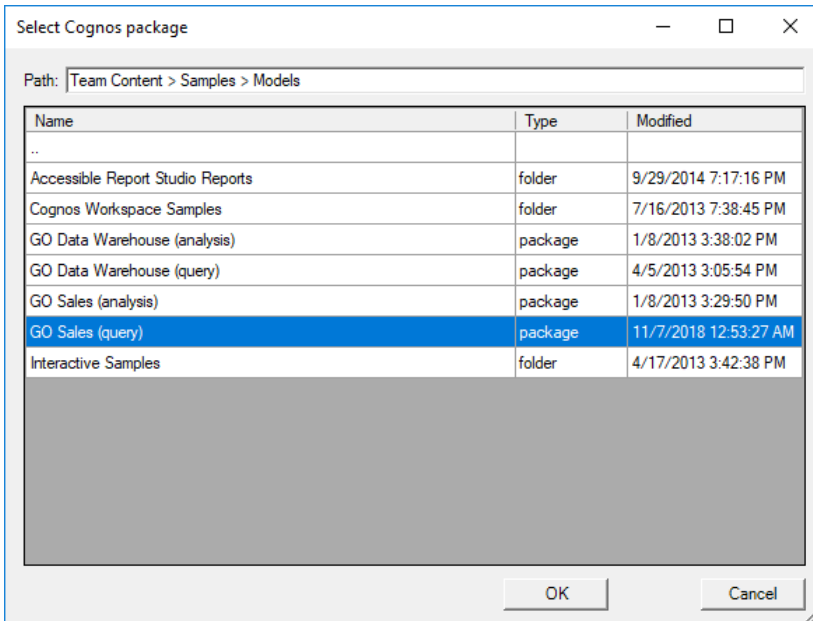 Select Cognos package
Path: Team Content > Samples > Models
Name Type Modified
..
Accessible Report Studio Reports folder 9/29/2014 7:17:16 PM
Cognos Workspace Samples folder 7/16/2013 7:38:45 PM
GO Data Warehouse (analysis) package 1/8/2013 3:38:02 PM
GO Data Warehouse (query) package 4/5/2013 3:05:54 PM
GO Sales (analysis) package 1/8/2013 3:29:50 PM
GO Sales (query) package 11/7/2018 12:53:27 AM
Interactive Samples folder 4/17/2013 3:42:38 PM
OK Cancel